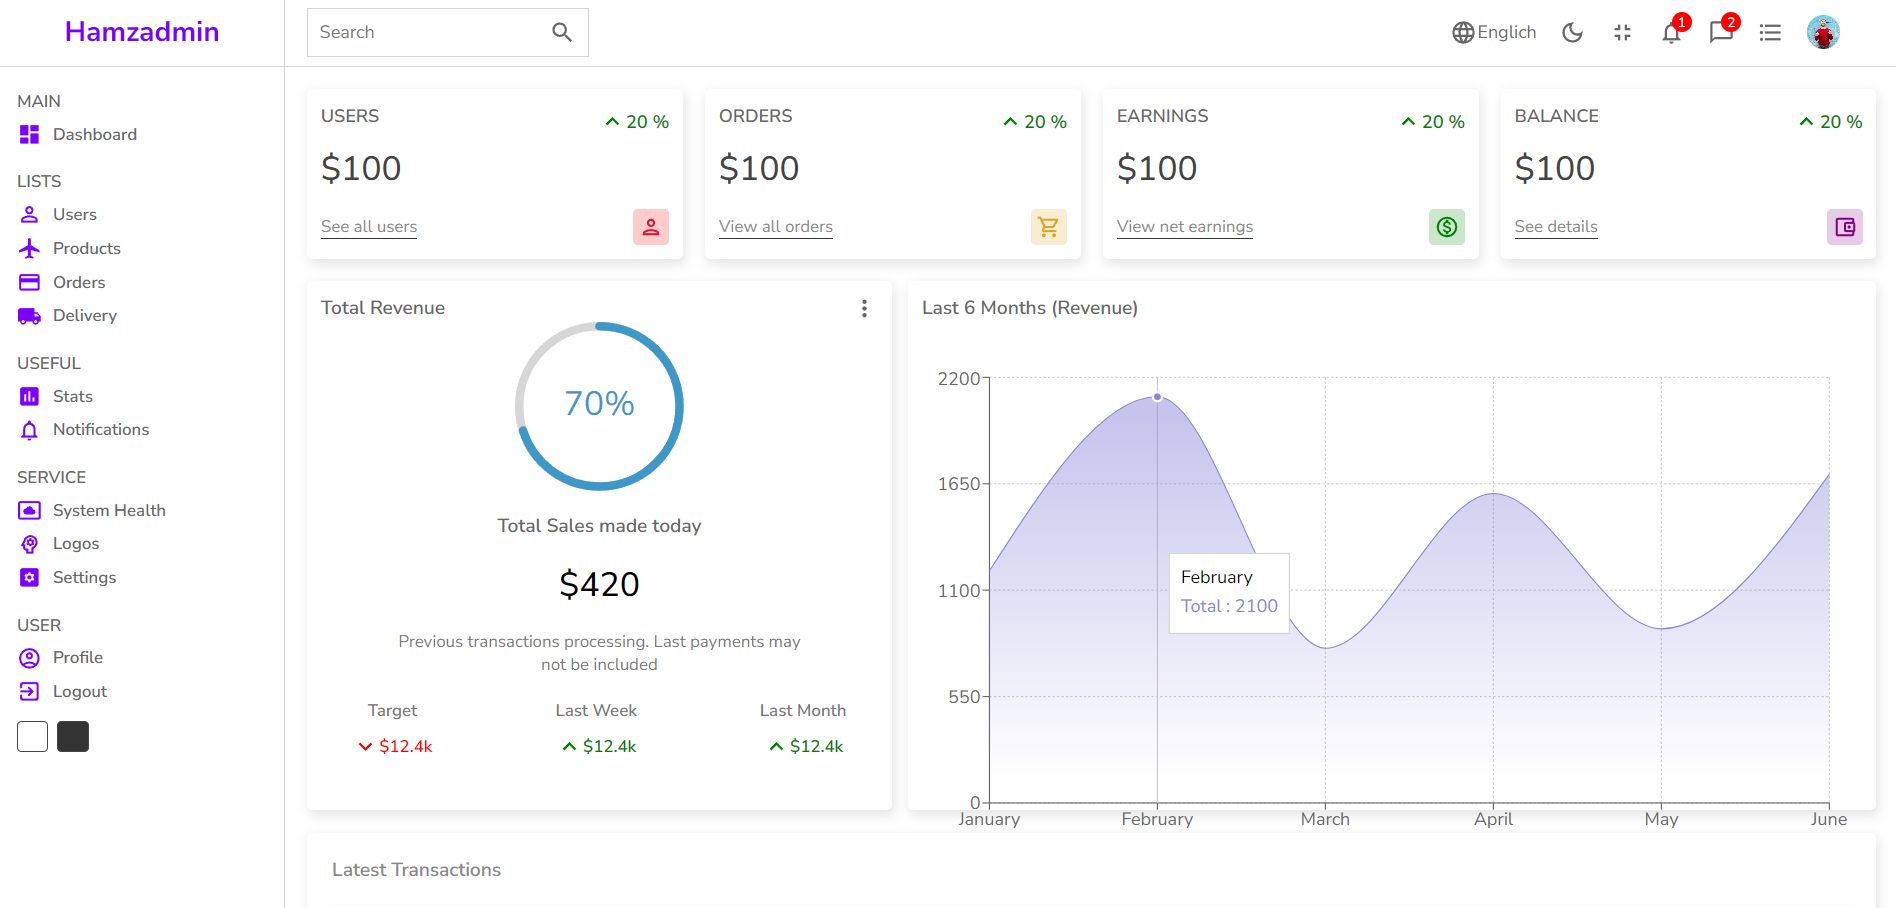 Hamzadmin
Search
Englich
1
2
MAIN
Dashboard
LISTS
Users
Products
Orders
Delivery
USEFUL
Stats
Notifications
SERVICE
System Health
Logos
Settings
USER
Profile
Logout
USERS
20 %
$100
See all users
ORDERS
20 %
$100
View all orders
EARNINGS
20 %
$100
View net earnings
BALANCE
20 %
$100
See details
Total Revenue
70%
Total Sales made today
$420
Previous transactions processing. Last payments may
not be included
Target
$12.4k
Last Week
$12.4k
Last Month
$12.4k
Last 6 Months (Revenue)
2200
1650
1100
550
0
February
Total : 2100
January
February
March
April
May
June
Latest Transactions